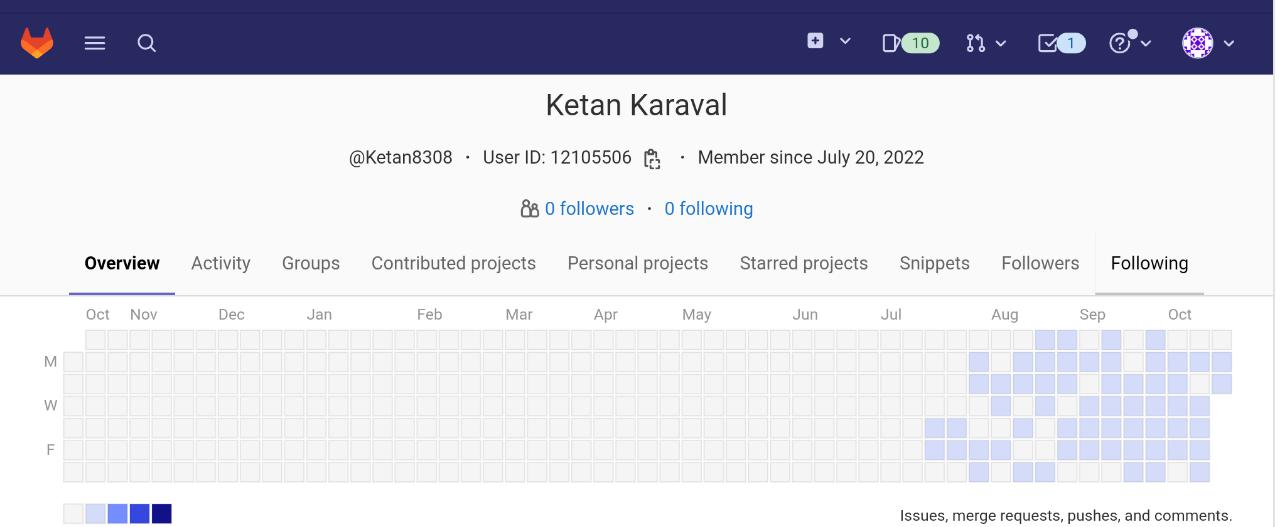 10 1
Ketan Karaval
@Ketan8308 · User ID: 12105506 · Member since July 20, 2022
0 followers · 0 following
Overview Activity Groups Contributed projects Personal projects Starred projects Snippets Followers Following
Oct Nov Dec Jan Feb Mar Apr May Jun Jul Aug Sep Oct
M
W
F
Issues, merge requests, pushes, and comments.